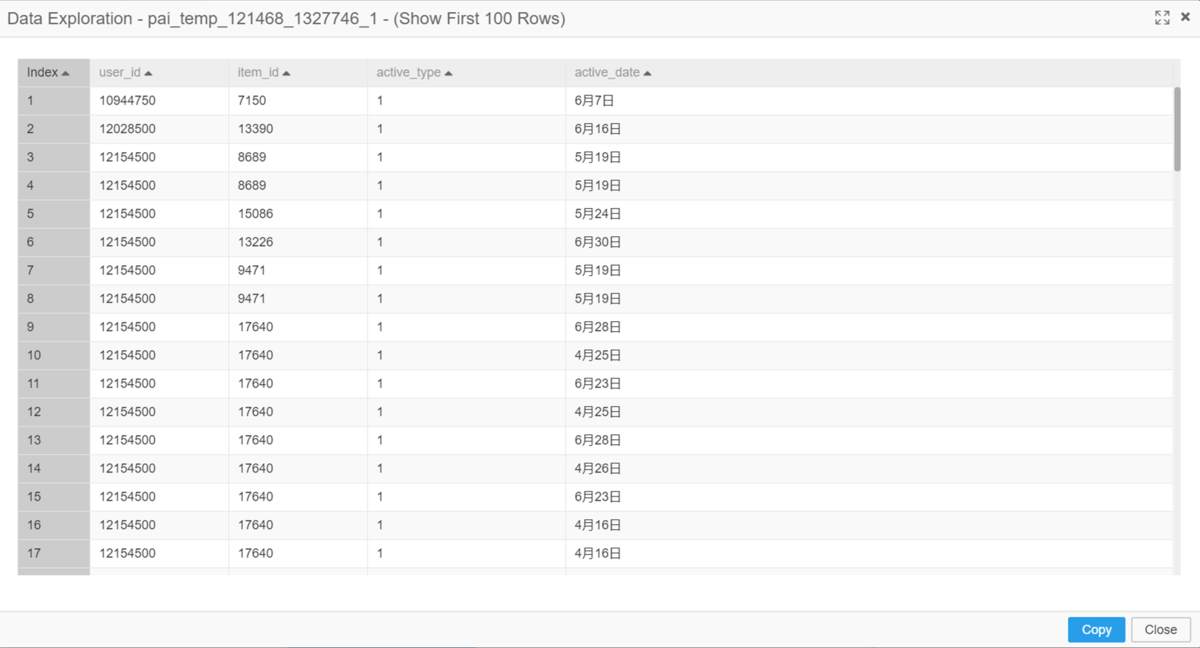 Data Exploration - pai_temp_121468_1327746_1 - (Show First 100 Rows)
Index user_id item_id active_type active_date
1 10944750 7150 1 6月7日
2 12028500 13390 1 6月16日
3 12154500 8689 1 5月19日
4 12154500 8689 1 5月19日
5 12154500 15086 1 5月24日
6 12154500 13226 1 6月30日
7 12154500 9471 1 5月19日
8 12154500 9471 1 5月19日
9 12154500 17640 1 6月28日
10 12154500 17640 1 4月25日
11 12154500 17640 1 6月23日
12 12154500 17640 1 4月25日
13 12154500 17640 1 6月28日
14 12154500 17640 1 4月26日
15 12154500 17640 1 6月23日
16 12154500 17640 1 4月16日
17 12154500 17640 1 4月16日
Copy Close